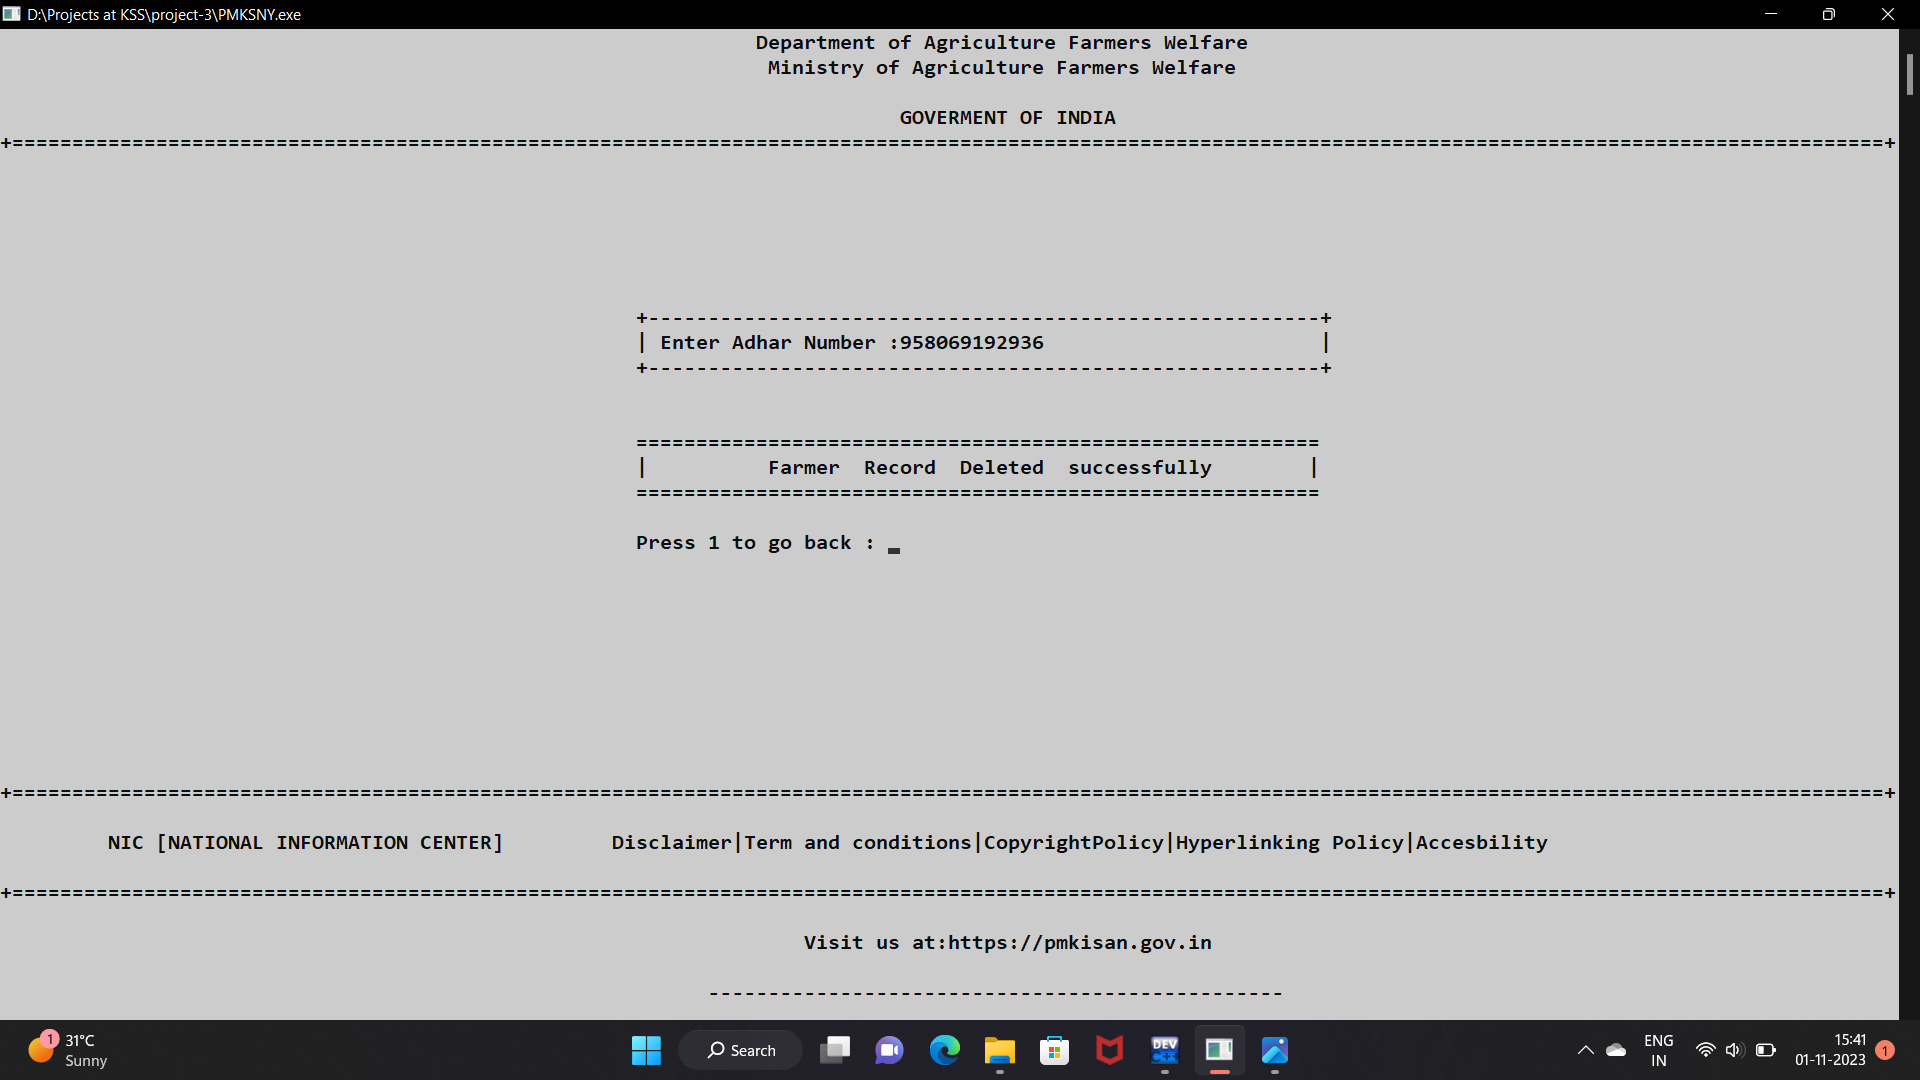 D:\Projects at KSS\project-3\PMKSNY.exe
Department of Agriculture Farmers Welfare
Ministry of Agriculture Farmers Welfare
GOVERMENT OF INDIA
Enter Adhar Number :958069192936
Farmer Record Deleted successfully
Press 1 to go back :
NIC [NATIONAL INFORMATION CENTER] Disclaimer|Term and conditions|CopyrightPolicy|Hyperlinking Policy|Accesbility
Visit us at:https://pmkisan.gov.in
1
31°C
Sunny
Search
DEV
C++
ENG
IN
15:41
01-11-2023
1